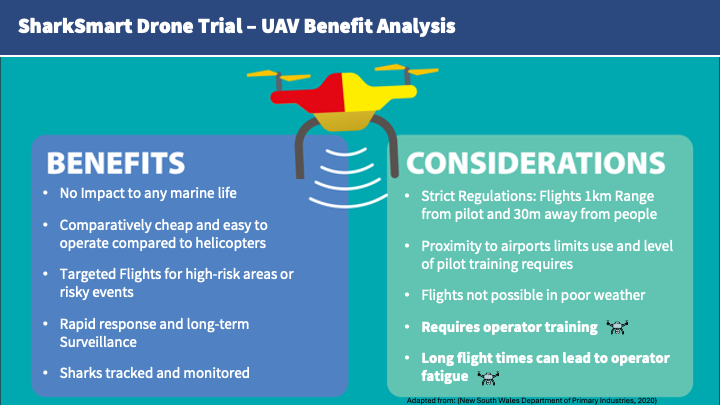 SharkSmart Drone Trial – UAV Benefit Analysis
BENEFITS
• No Impact to any marine life
• Comparatively cheap and easy to
operate compared to helicopters
• Targeted Flights for high-risk areas or
risky events
• Rapid response and long-term
Surveillance
• Sharks tracked and monitored
CONSIDERATIONS
• Strict Regulations: Flights 1km Range
from pilot and 30m away from people
• Proximity to airports limits use and level
of pilot training requires
• Flights not possible in poor weather
• Requires operator training
• Long flight times can lead to operator
fatigue
Adapted from: (New South Wales Department of Primary Industries, 2020)